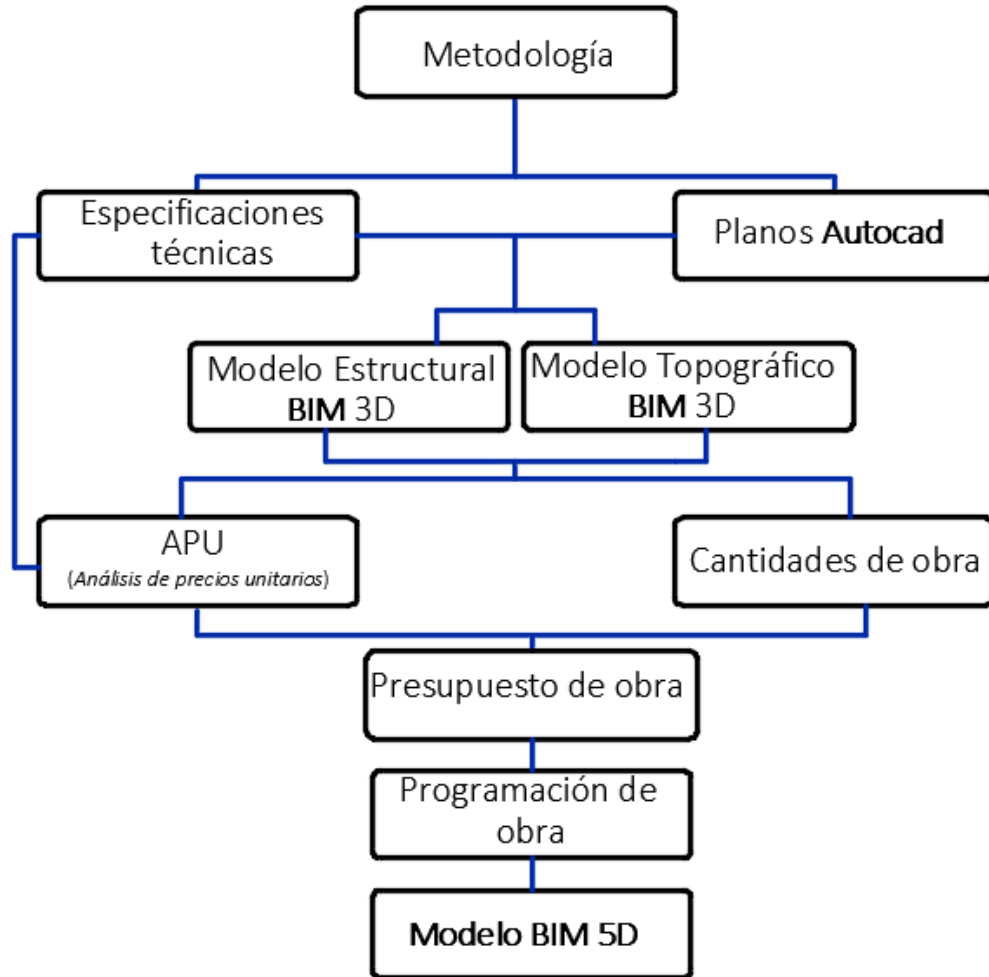 Metodología
Especificaciones
técnicas
Planos Autocad
Modelo Estructural
BIM 3D
Modelo Topográfico
BIM 3D
APU
(Análisis de precios unitarios)
Cantidades de obra
Presupuesto de obra
Programación de
obra
Modelo BIM 5D